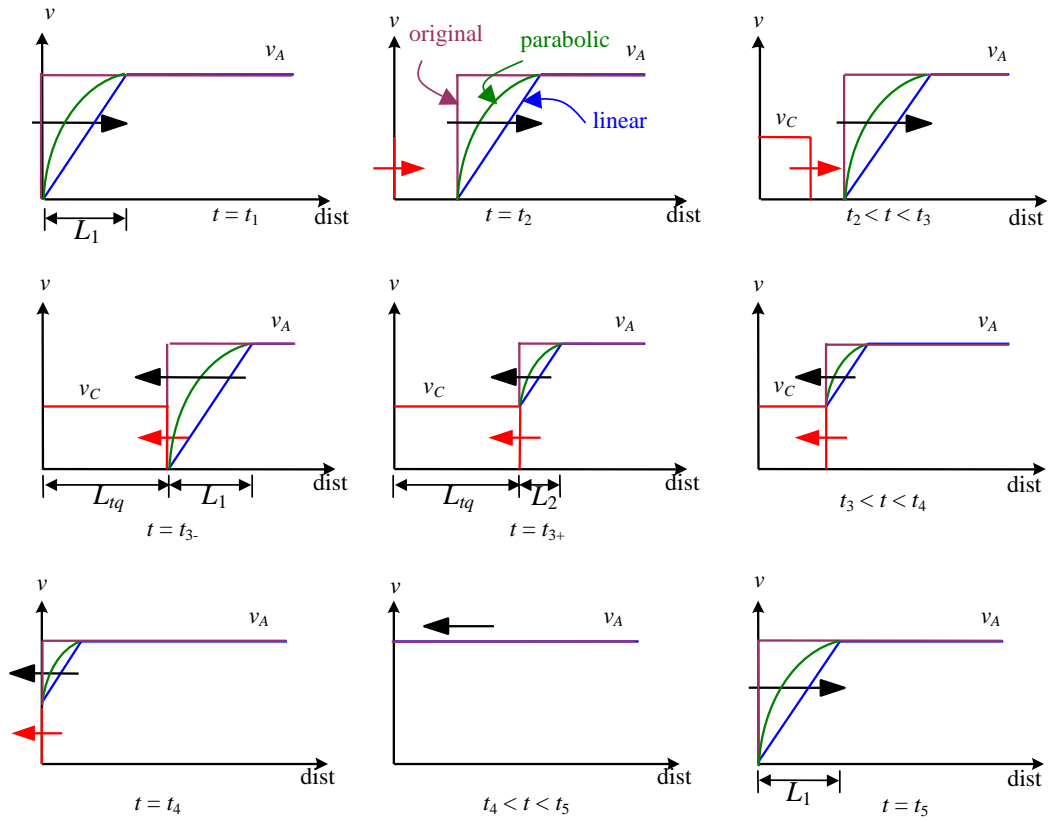 v
v_A
L_1
t = t_1
dist
v
original
parabolic
v_A
linear
t = t_2
dist
v
v_A
v_C
t_2 < t < t_3
dist
v
v_A
v_C
L_tq
L_1
dist
t = t_3-
v
v_A
v_C
L_tq
L_2
dist
t = t_3+
v
v_A
v_C
t_3 < t < t_4
dist
v
v_A
t = t_4
dist
v
v_A
t_4 < t < t_5
dist
v
v_A
L_1
t = t_5
dist